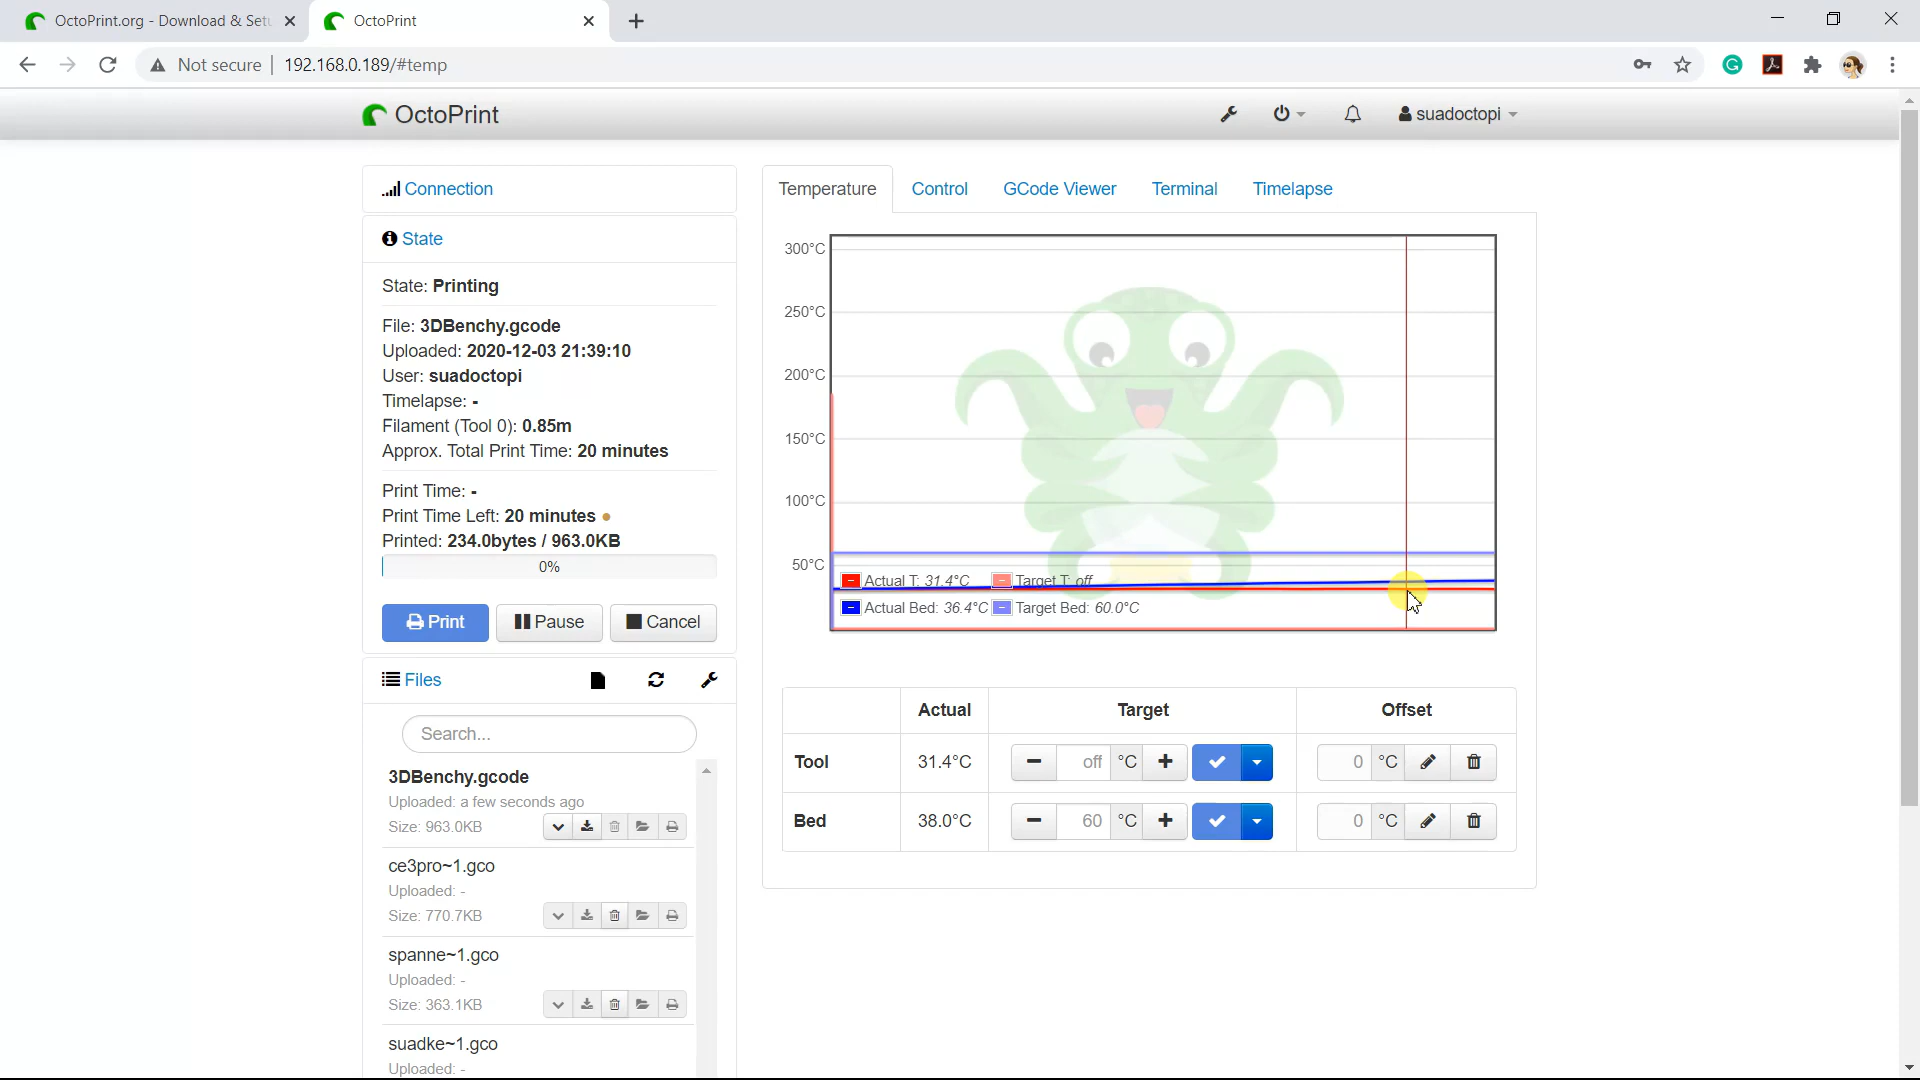 OctoPrint.org - Download & Setu
OctoPrint
Not secure
192.168.0.189/#temp
OctoPrint
suadoctopi
Connection
State
State: Printing
File: 3DBenchy.gcode
Uploaded: 2020-12-03 21:39:10
User: suadoctopi
Timelapse: -
Filament (Tool 0): 0.85m
Approx. Total Print Time: 20 minutes
Print Time: -
Print Time Left: 20 minutes
Printed: 234.0bytes / 963.0KB
0%
Print
Pause
Cancel
Files
Search...
3DBenchy.gcode
Uploaded: a few seconds ago
Size: 963.0KB
ce3pro~1.gco
Uploaded: -
Size: 770.7KB
spanne~1.gco
Uploaded: -
Size: 363.1KB
suadke~1.gco
Uploaded: -
Temperature
Control
GCode Viewer
Terminal
Timelapse
300°C
250°C
200°C
150°C
100°C
50°C
Actual T: 31.4°C
Target T: off
Actual Bed: 36.4°C
Target Bed: 60.0°C
Actual
Target
Offset
Tool
31.4°C
off °C
0 °C
Bed
38.0°C
60 °C
0 °C